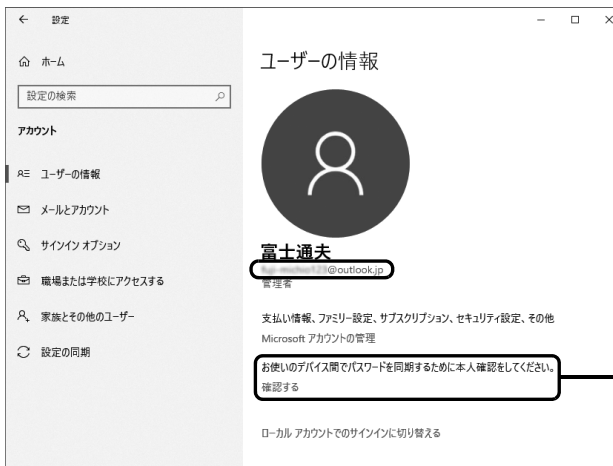 設定
ホーム
設定の検索
アカウント
ユーザーの情報
メールとアカウント
サインイン オプション
職場または学校にアクセスする
家族とその他のユーザー
設定の同期
ユーザーの情報
富士通夫
@outlook.jp
管理者
支払い情報、ファミリー設定、サブスクリプション、セキュリティ設定、その他
Microsoft アカウントの管理
お使いのデバイス間でパスワードを同期するために本人確認をしてください。
確認する
ローカル アカウントでのサインインに切り替える